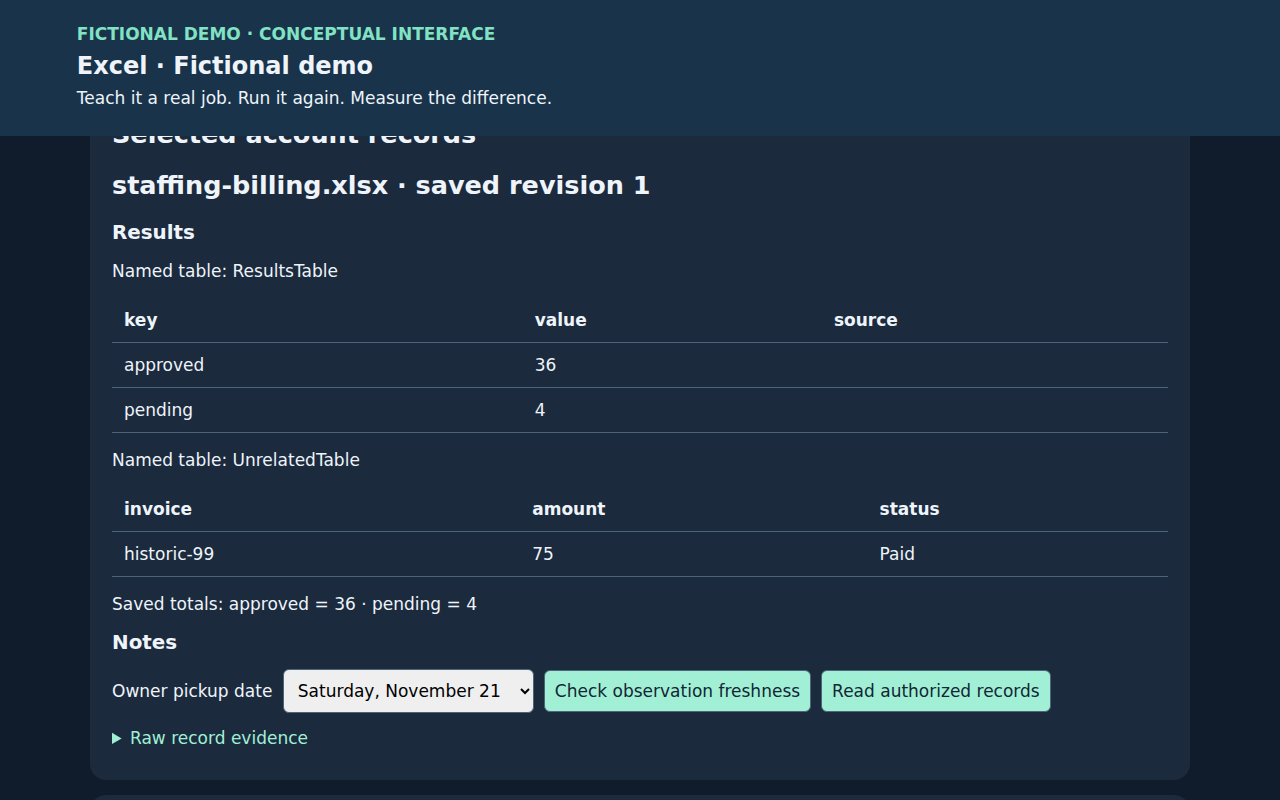 FICTIONAL DEMO · CONCEPTUAL INTERFACE
Excel · Fictional demo
Teach it a real job. Run it again. Measure the difference.
Selected account records
staffing-billing.xlsx · saved revision 1
Results
Named table: ResultsTable
key value source
approved 36
pending 4
Named table: UnrelatedTable
invoice amount status
historic-99 75 Paid
Saved totals: approved = 36 · pending = 4
Notes
Owner pickup date Saturday, November 21 Check observation freshness Read authorized records
Raw record evidence